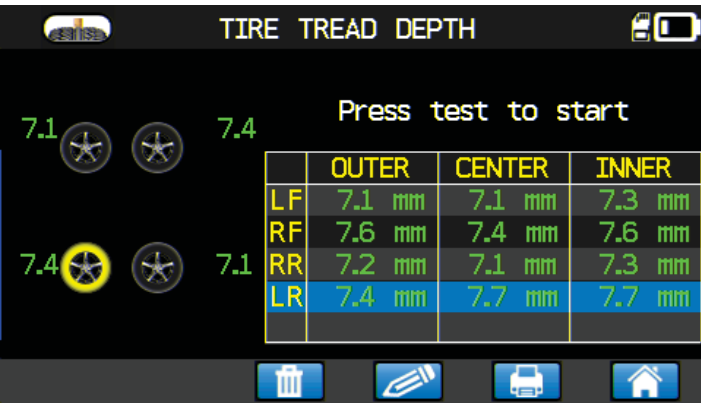 TIRE TREAD DEPTH
Press test to start
7.1 7.4
7.4 7.1
OUTER CENTER INNER
LF 7.1 mm 7.1 mm 7.3 mm
RF 7.6 mm 7.4 mm 7.6 mm
RR 7.2 mm 7.1 mm 7.3 mm
LR 7.4 mm 7.7 mm 7.7 mm